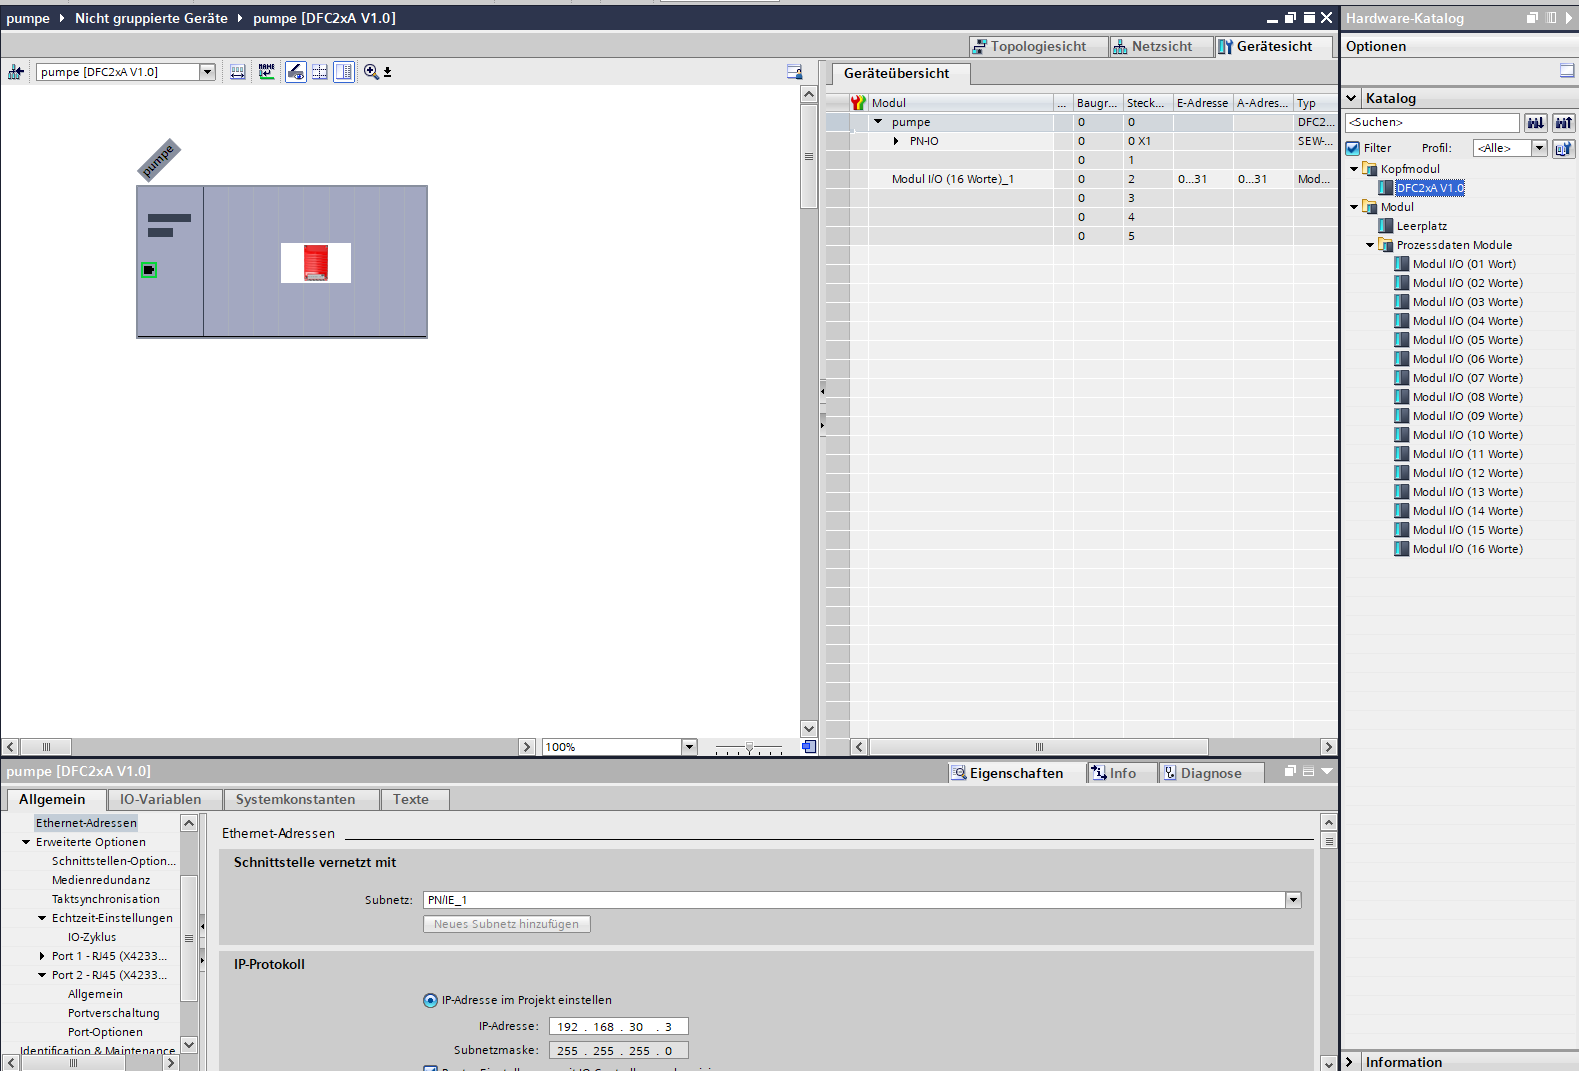 pumpe ▸ Nicht gruppierte Geräte ▸ pumpe [DFC2xA V1.0]
Topologiesicht
Netzsicht
Gerätesicht
pumpe [DFC2xA V1.0]
NAME
pumpe
100%
Geräteübersicht
Modul ... Baugr... Steck... E-Adresse A-Adres... Typ
pumpe 0 0 DFC2...
PN-IO 0 0 X1 SEW-...
0 1
Modul I/O (16 Worte)_1 0 2 0...31 0...31 Mod...
0 3
0 4
0 5
Hardware-Katalog
Optionen
Katalog
<Suchen>
Filter Profil: <Alle>
Kopfmodul
DFC2xA V1.0
Modul
Leerplatz
Prozessdaten Module
Modul I/O (01 Wort)
Modul I/O (02 Worte)
Modul I/O (03 Worte)
Modul I/O (04 Worte)
Modul I/O (05 Worte)
Modul I/O (06 Worte)
Modul I/O (07 Worte)
Modul I/O (08 Worte)
Modul I/O (09 Worte)
Modul I/O (10 Worte)
Modul I/O (11 Worte)
Modul I/O (12 Worte)
Modul I/O (13 Worte)
Modul I/O (14 Worte)
Modul I/O (15 Worte)
Modul I/O (16 Worte)
Information
pumpe [DFC2xA V1.0]
Eigenschaften
Info
Diagnose
Allgemein
IO-Variablen
Systemkonstanten
Texte
Ethernet-Adressen
Erweiterte Optionen
Schnittstellen-Option...
Medienredundanz
Taktsynchronisation
Echtzeit-Einstellungen
IO-Zyklus
Port 1 - RJ45 (X4233...
Port 2 - RJ45 (X4233...
Allgemein
Portverschaltung
Port-Optionen
Identification & Maintenance
Ethernet-Adressen
Schnittstelle vernetzt mit
Subnetz: PN/IE_1
Neues Subnetz hinzufügen
IP-Protokoll
IP-Adresse im Projekt einstellen
IP-Adresse: 192 . 168 . 30 . 3
Subnetzmaske: 255 . 255 . 255 . 0